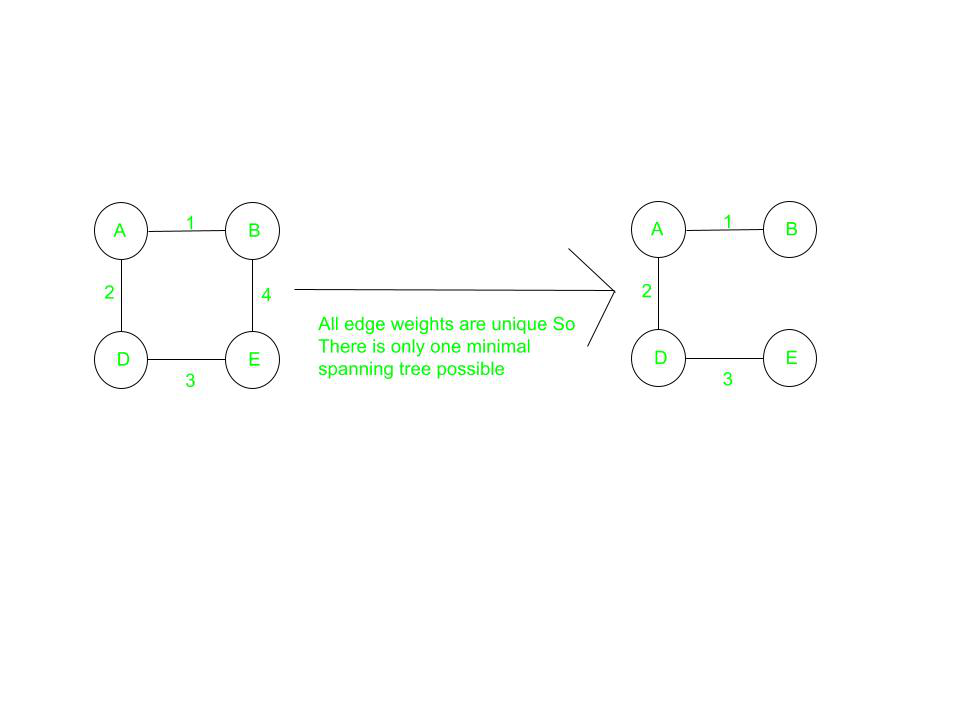 A 1 B
2 4
D 3 E
All edge weights are unique So
There is only one minimal
spanning tree possible
A 1 B
2
D E
3